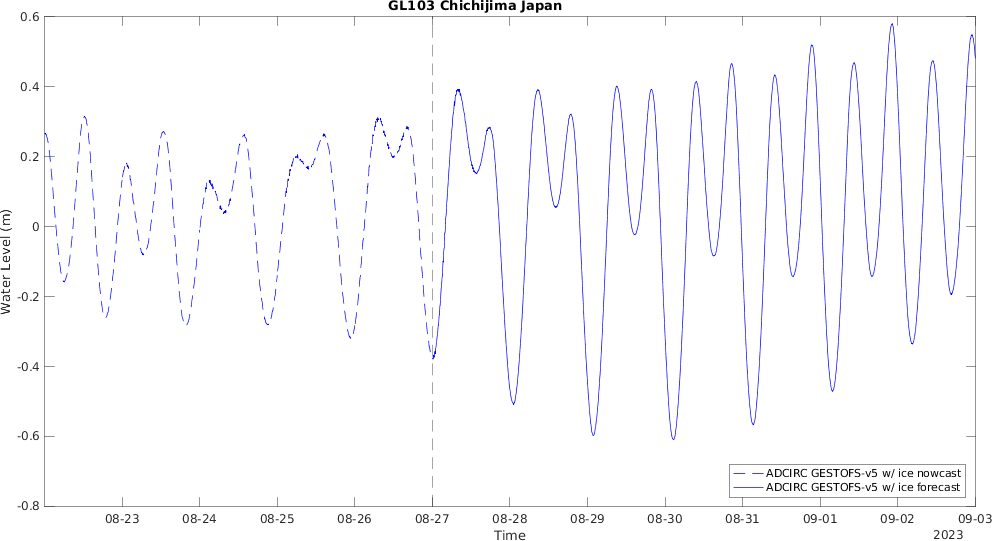 GL103 Chichijima Japan
Water Level (m)
0.6
0.4
0.2
0
-0.2
-0.4
-0.6
-0.8
ADCIRC GESTOFS-v5 w/ ice nowcast
ADCIRC GESTOFS-v5 w/ ice forecast
08-23 08-24 08-25 08-26 08-27 08-28 08-29 08-30 08-31 09-01 09-02 09-03
Time
2023